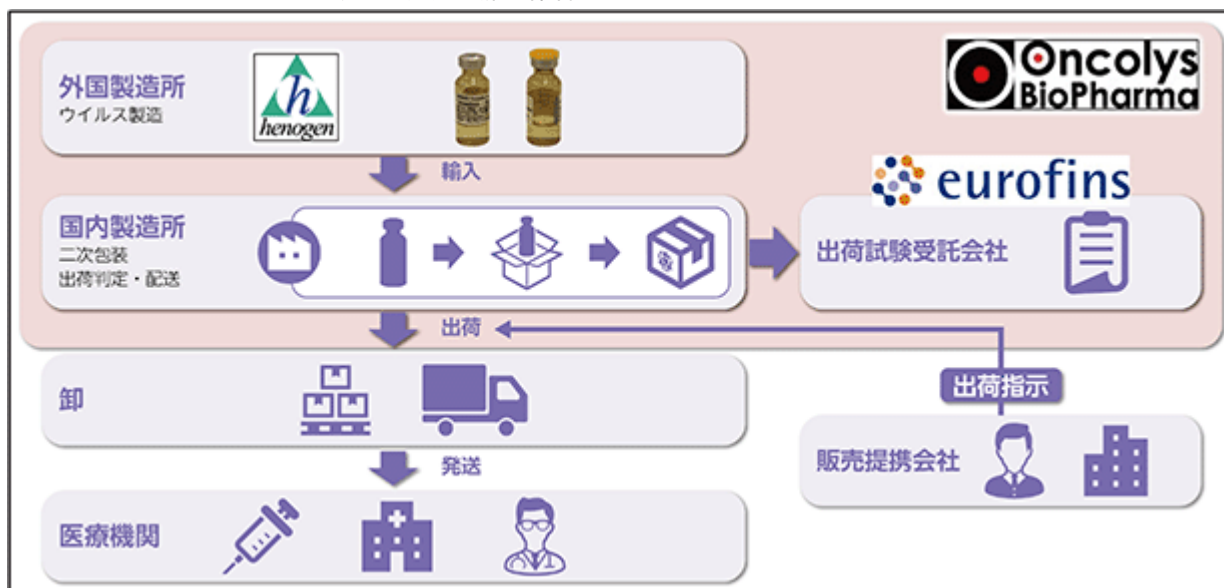 外国製造所
ウイルス製造
henogen
Oncolys
BioPharma
輸入
eurofins
国内製造所
二次包装
出荷判定・配送
出荷試験受託会社
出荷
出荷指示
卸
販売提携会社
発送
医療機関